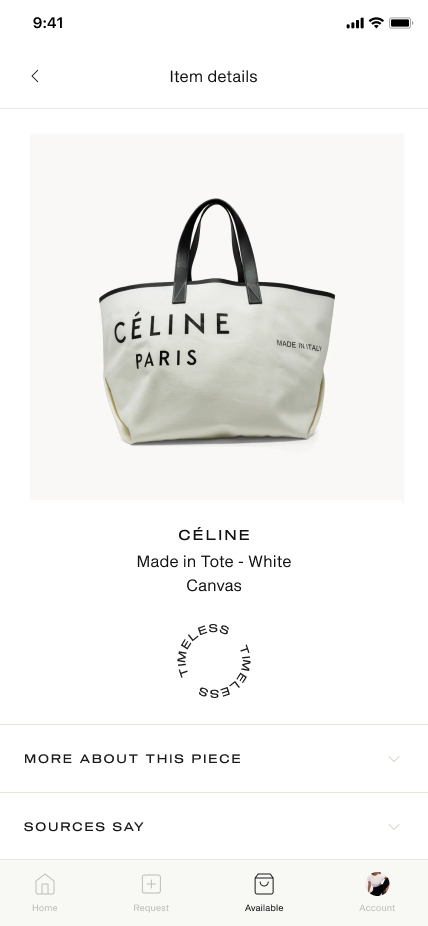 9:41
Item details
CÉLINE
PARIS
MADE IN ITALY
CÉLINE
Made in Tote - White
Canvas
TIMELESS TIMELESS
MORE ABOUT THIS PIECE
SOURCES SAY
Home
Request
Available
Account